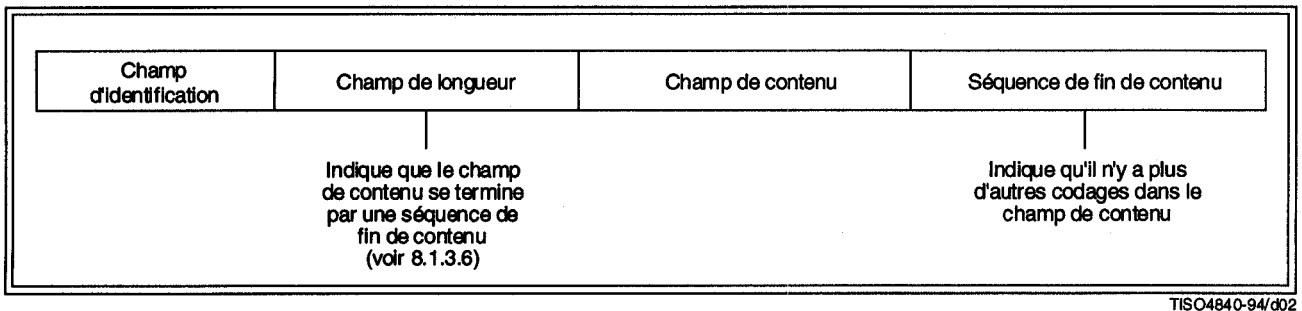 Champ
d'identification
Champ de longueur
Champ de contenu
Séquence de fin de contenu
Indique que le champ
de contenu se termine
par une séquence de
fin de contenu
(voir 8.1.3.6)
Indique qu'il n'y a plus
d'autres codages dans le
champ de contenu
TISO4840-94/d02